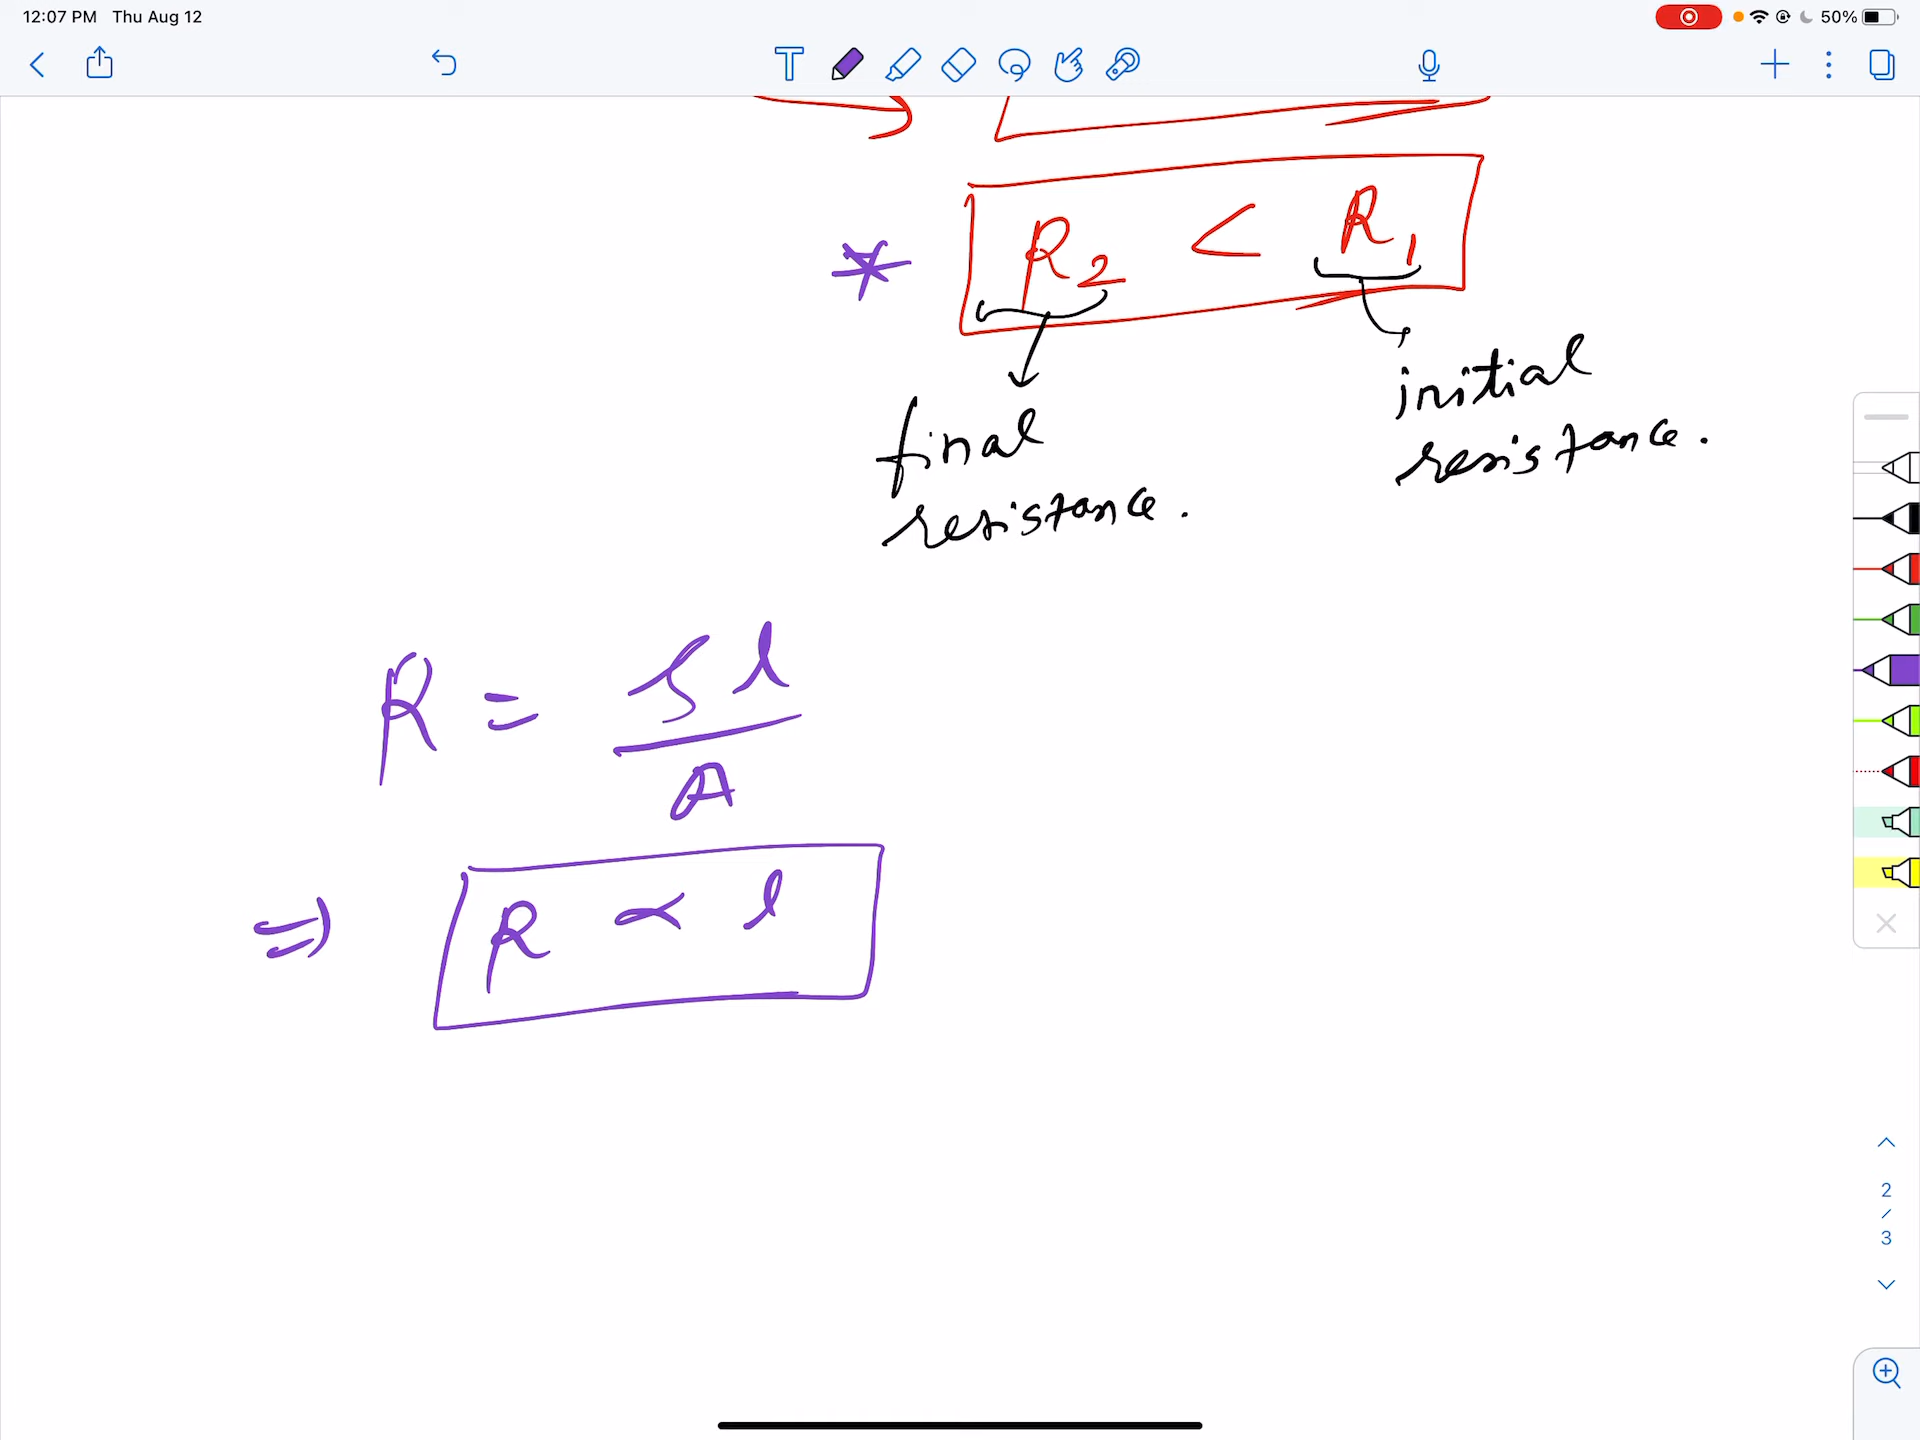 12:07 PM Thu Aug 12
50%
R2 < R1
final
resistance.
initial
resistance.
R = ρl
A
⇒ R ∝ l
2
/
3